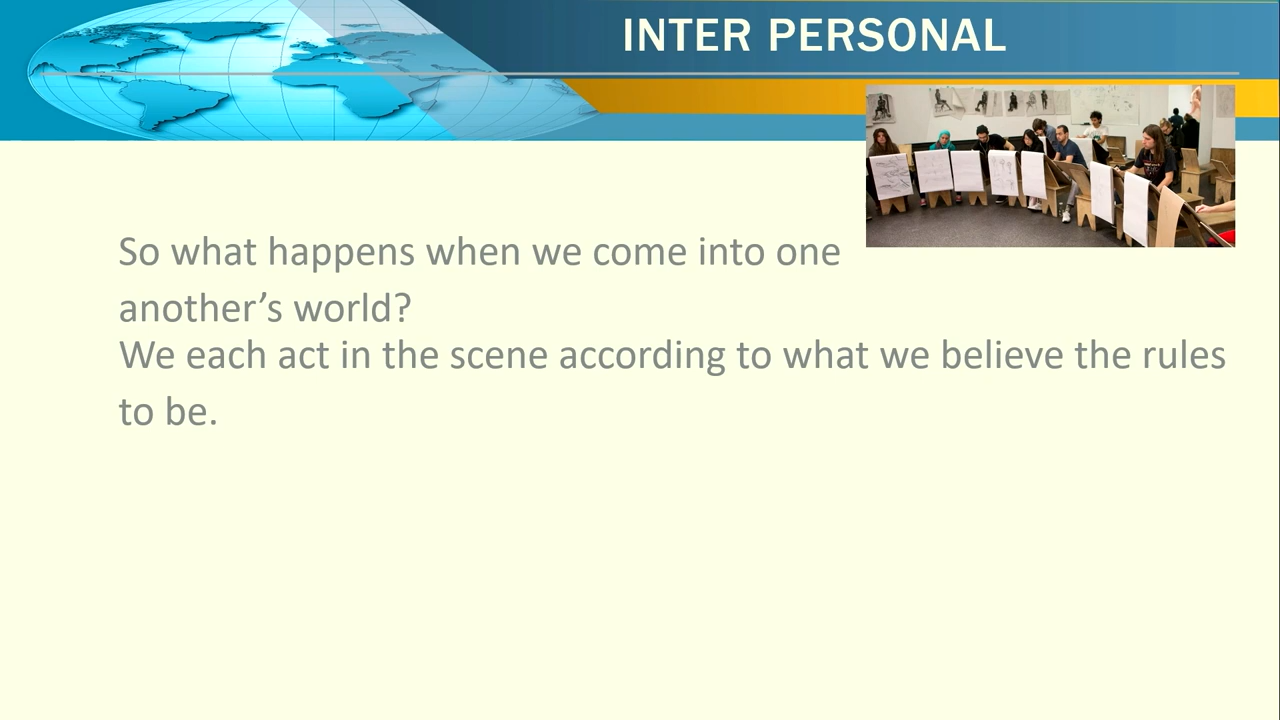 INTER PERSONAL
So what happens when we come into one
another’s world?
We each act in the scene according to what we believe the rules
to be.